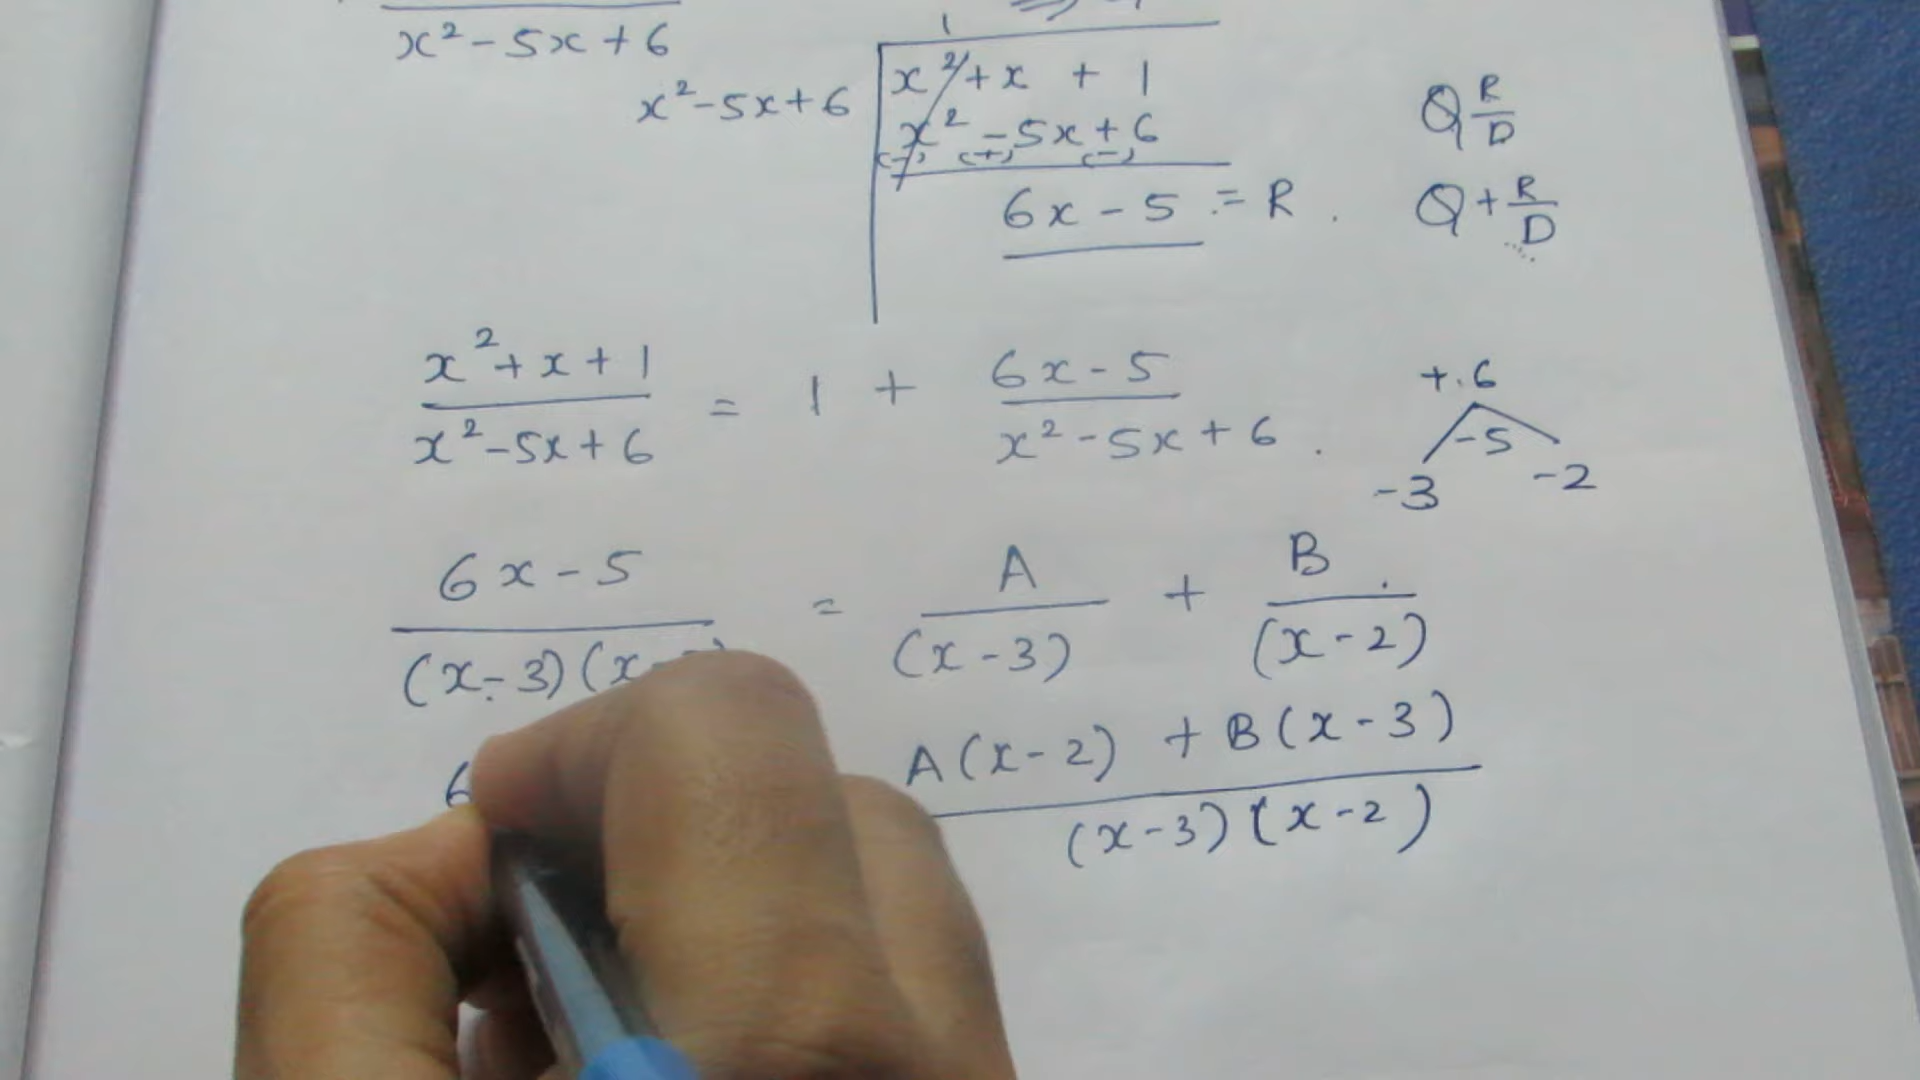 x² - 5x + 6
1
x² - 5x + 6 | x² + x + 1
x² - 5x + 6
(-) (+) (-)
6x - 5 = R .
Q R/D
Q + R/D
(x² + x + 1)/(x² - 5x + 6) = 1 + (6x - 5)/(x² - 5x + 6) .
+.6
-5
-3 -2
(6x - 5)/((x - 3)(x - = A/(x - 3) + B/(x - 2)
6 (A(x - 2) + B(x - 3))/((x - 3)(x - 2))